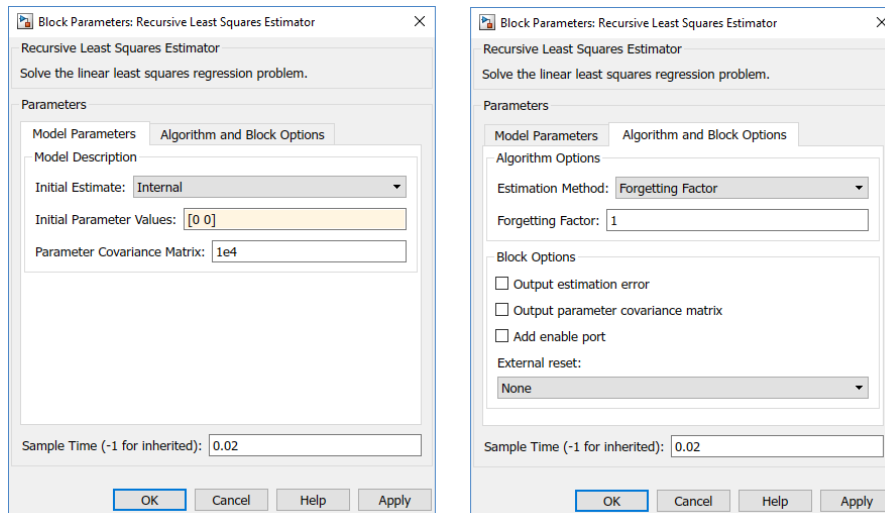 Block Parameters: Recursive Least Squares Estimator
Recursive Least Squares Estimator
Solve the linear least squares regression problem.
Parameters
Model Parameters Algorithm and Block Options
Model Description
Initial Estimate: Internal
Initial Parameter Values: [0 0]
Parameter Covariance Matrix: 1e4
Sample Time (-1 for inherited): 0.02
OK Cancel Help Apply
Block Parameters: Recursive Least Squares Estimator
Recursive Least Squares Estimator
Solve the linear least squares regression problem.
Parameters
Model Parameters Algorithm and Block Options
Algorithm Options
Estimation Method: Forgetting Factor
Forgetting Factor: 1
Block Options
Output estimation error
Output parameter covariance matrix
Add enable port
External reset:
None
Sample Time (-1 for inherited): 0.02
OK Cancel Help Apply